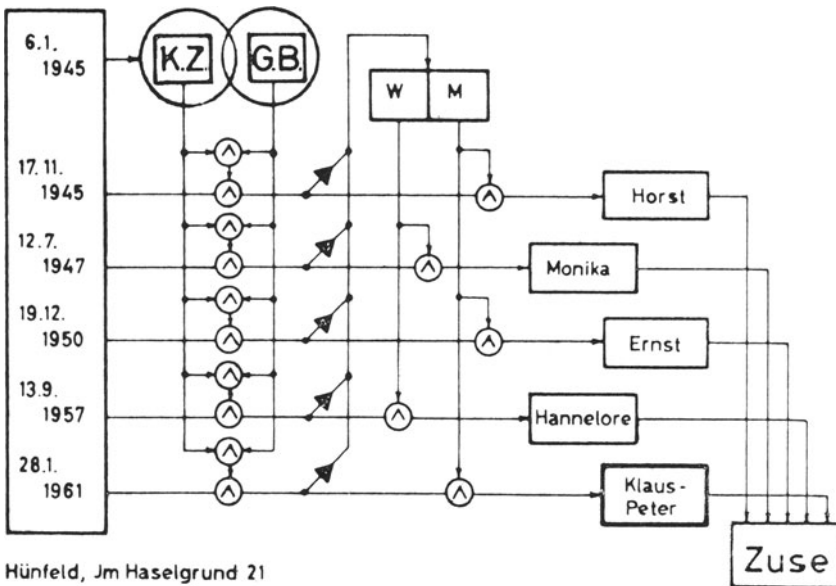 6.1.
1945
K.Z. G.B.
W M
17.11.
1945
Horst
12.7.
1947
Monika
19.12.
1950
Ernst
13.9.
1957
Hannelore
28.1.
1961
Klaus-
Peter
Zuse
Hünfeld, Jm Haselgrund 21